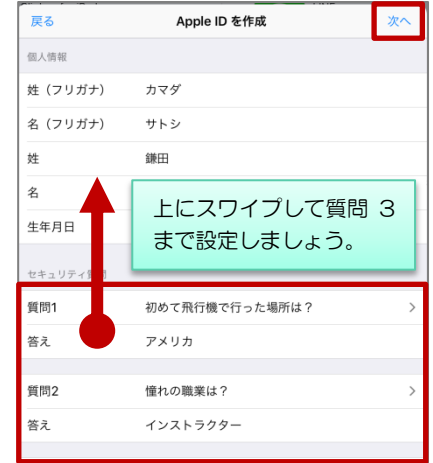 戻る Apple ID を作成 次へ
個人情報
姓（フリガナ） カマダ
名（フリガナ） サトシ
姓 鎌田
名
生年月日
上にスワイプして質問 3
まで設定しましょう。
セキュリティ質問
質問1 初めて飛行機で行った場所は？
答え アメリカ
質問2 憧れの職業は？
答え インストラクター